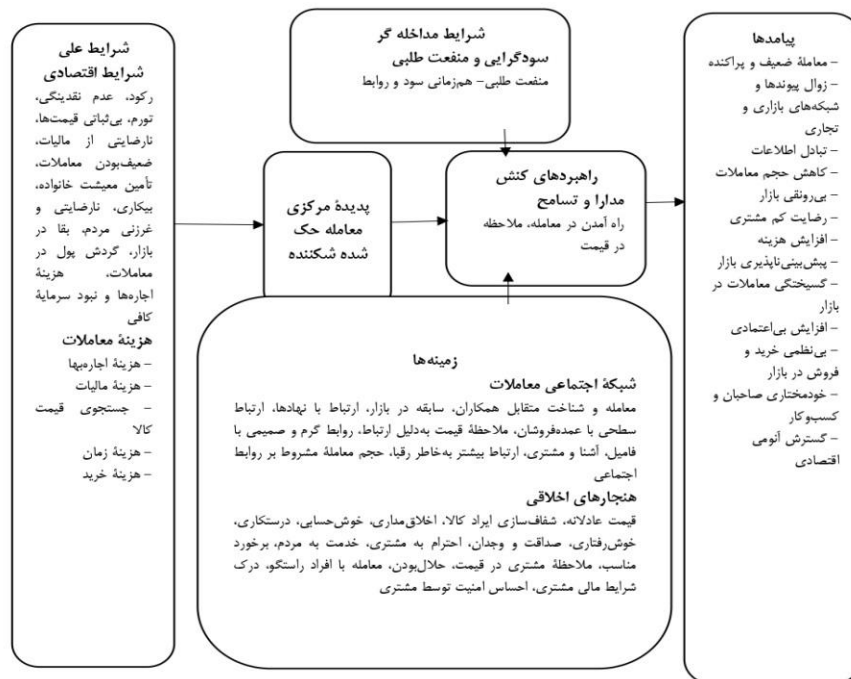 شرایط علی
شرایط اقتصادی
رکود، عدم نقدینگی،
تورم، بی‌ثباتی قیمت‌ها،
نارضایتی از مالیات،
ضعیف‌بودن معاملات،
تأمین معیشت خانواده،
بیکاری، نارضایتی و
غرزنی مردم، بقا در
بازار، گردش پول در
معاملات، هزینهٔ
اجاره‌ها و نبود سرمایهٔ
کافی
هزینهٔ معاملات
– هزینهٔ اجاره‌بها
– هزینهٔ مالیات
– جستجوی قیمت
کالا
– هزینهٔ زمان
– هزینهٔ خرید
شرایط مداخله گر
سودگرایی و منفعت طلبی
منفعت طلبی– هم‌زمانی سود و روابط
پدیدهٔ مرکزی
معامله حک
شده شکننده
راهبردهای کنش
مدارا و تسامح
راه آمدن در معامله، ملاحظه
در قیمت
زمینه‌ها
شبکهٔ اجتماعی معاملات
معامله و شناخت متقابل همکاران، سابقه در بازار، ارتباط با نهادها، ارتباط
سطحی با عمده‌فروشان، ملاحظهٔ قیمت به‌دلیل ارتباط، روابط گرم و صمیمی با
فامیل، آشنا و مشتری، ارتباط بیشتر به‌خاطر رقبا، حجم معاملهٔ مشروط بر روابط
اجتماعی
هنجارهای اخلاقی
قیمت عادلانه، شفاف‌سازی ایراد کالا، اخلاق‌مداری، خوش‌حسابی، درستکاری،
خوش‌رفتاری، صداقت و وجدان، احترام به مشتری، خدمت به مردم، برخورد
مناسب، ملاحظهٔ مشتری در قیمت، حلال‌بودن، معامله با افراد راستگو، درک
شرایط مالی مشتری، احساس امنیت توسط مشتری
پیامدها
– معاملهٔ ضعیف و پراکنده
– زوال پیوندها و
شبکه‌های بازاری و
تجاری
– تبادل اطلاعات
– کاهش حجم معاملات
– بی‌رونقی بازار
– رضایت کم مشتری
– افزایش هزینه
– پیش‌بینی‌ناپذیری بازار
– گسیختگی معاملات در
بازار
– افزایش بی‌اعتمادی
– بی‌نظمی خرید و
فروش در بازار
– خودمختاری صاحبان و
کسب‌وکار
– گسترش آنومی
اقتصادی